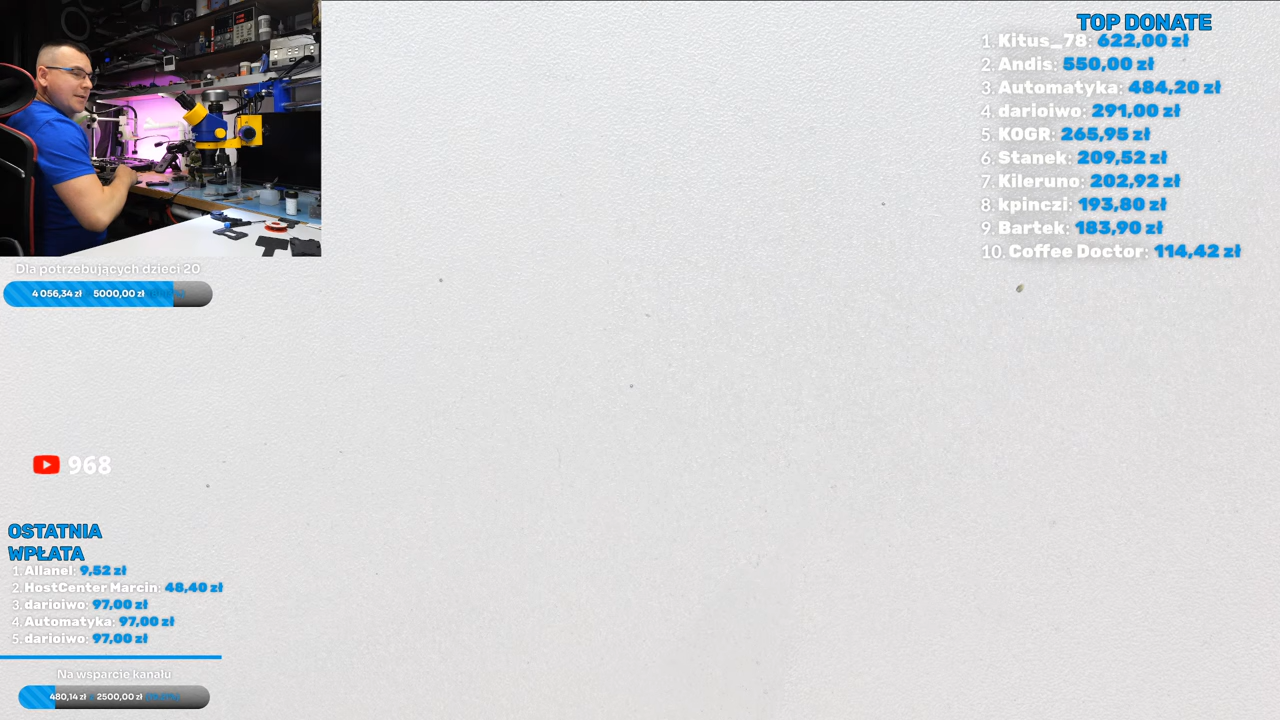 TOP DONATE
1. Kitus_78: 622,00 zł
2. Andis: 550,00 zł
3. Automatyka: 484,20 zł
4. darioiwo: 291,00 zł
5. KOGR: 265,95 zł
6. Stanek: 209,52 zł
7. Kileruno: 202,92 zł
8. kpinczi: 193,80 zł
9. Bartek: 183,90 zł
10. Coffee Doctor: 114,42 zł
Dla potrzebujących dzieci 20
4 056,34 zł 5000,00 zł
968
OSTATNIA
WPŁATA
1. Allanel: 9,52 zł
2. HostCenter Marcin: 48,40 zł
3. darioiwo: 97,00 zł
4. Automatyka: 97,00 zł
5. darioiwo: 97,00 zł
Na wsparcie kanału
480,14 zł 2500,00 zł